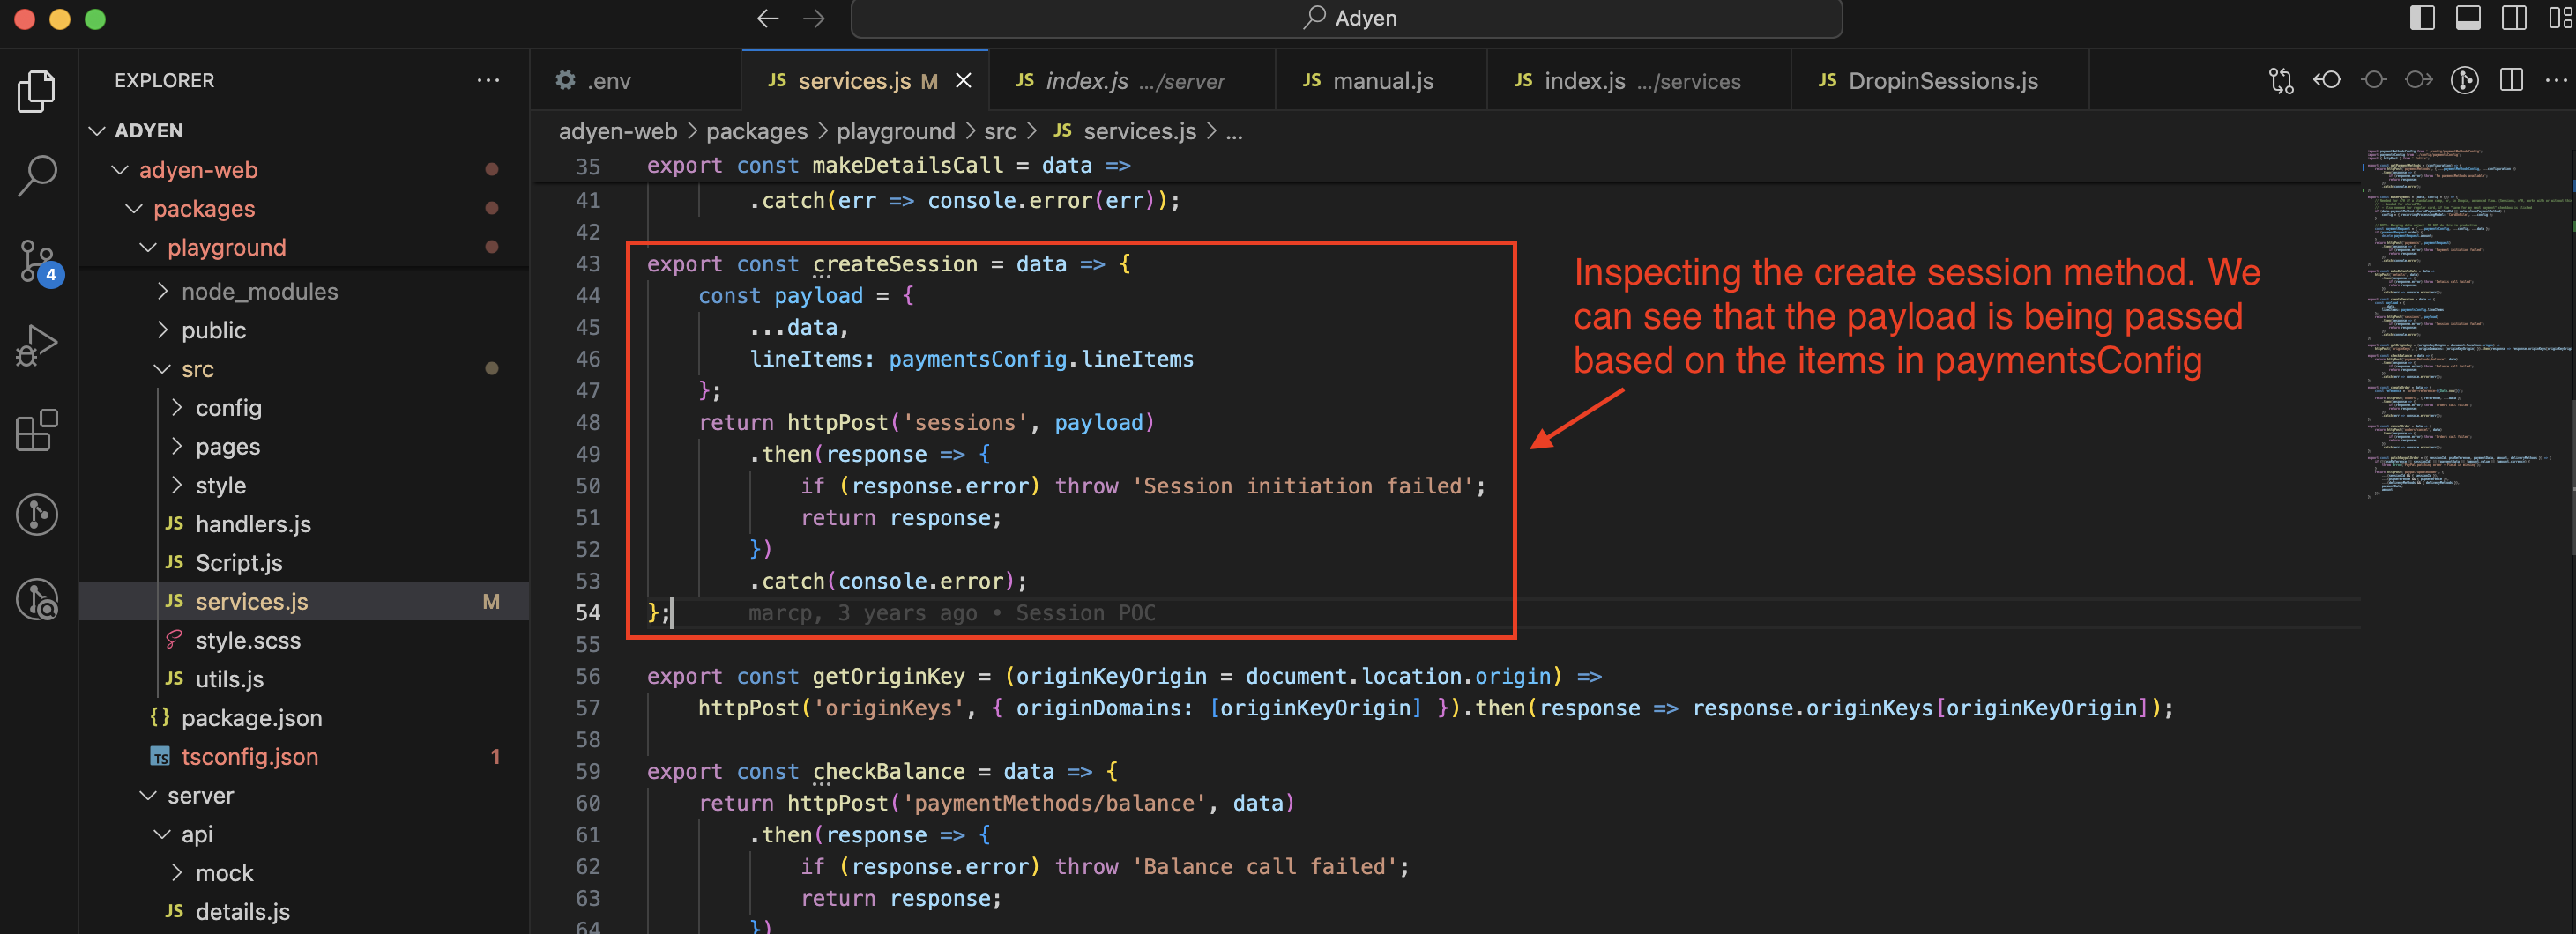 Adyen
EXPLORER
ADYEN
adyen-web
packages
playground
node_modules
public
src
config
pages
style
JS handlers.js
JS Script.js
JS services.js M
style.scss
JS utils.js
{} package.json
TS tsconfig.json 1
server
api
mock
JS details.js
4
.env
JS services.js M
JS index.js .../server
JS manual.js
JS index.js .../services
JS DropinSessions.js
adyen-web > packages > playground > src > JS services.js > ...
35 export const makeDetailsCall = data =>
41 .catch(err => console.error(err));
42
43 export const createSession = data => {
44 const payload = {
45 ...data,
46 lineItems: paymentsConfig.lineItems
47 };
48 return httpPost('sessions', payload)
49 .then(response => {
50 if (response.error) throw 'Session initiation failed';
51 return response;
52 })
53 .catch(console.error);
54 }; marcp, 3 years ago • Session POC
55
56 export const getOriginKey = (originKeyOrigin = document.location.origin) =>
57 httpPost('originKeys', { originDomains: [originKeyOrigin] }).then(response => response.originKeys[originKeyOrigin]);
58
59 export const checkBalance = data => {
60 return httpPost('paymentMethods/balance', data)
61 .then(response => {
62 if (response.error) throw 'Balance call failed';
63 return response;
64 })
Inspecting the create session method. We
can see that the payload is being passed
based on the items in paymentsConfig